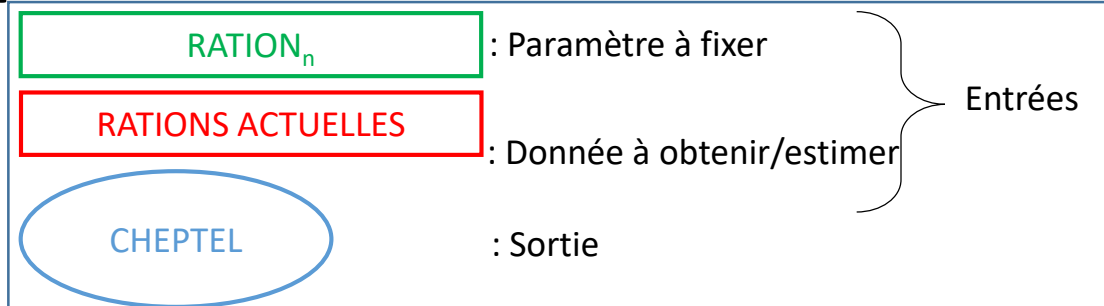 RATIONₙ : Paramètre à fixer
Entrées
RATIONS ACTUELLES : Donnée à obtenir/estimer
CHEPTEL : Sortie